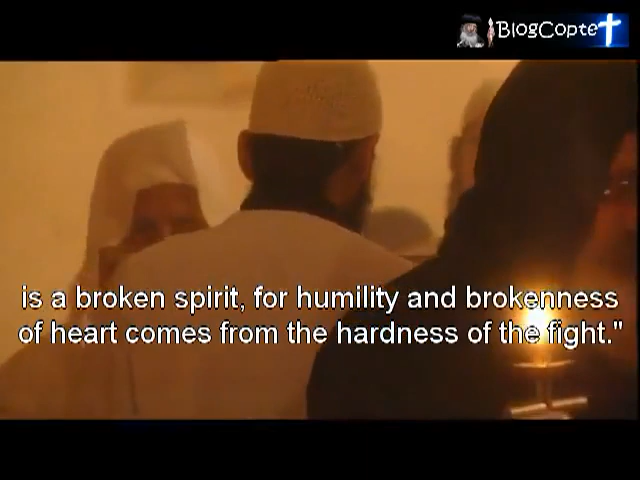 BlogCopte
is a broken spirit, for humility and brokenness
of heart comes from the hardness of the fight."